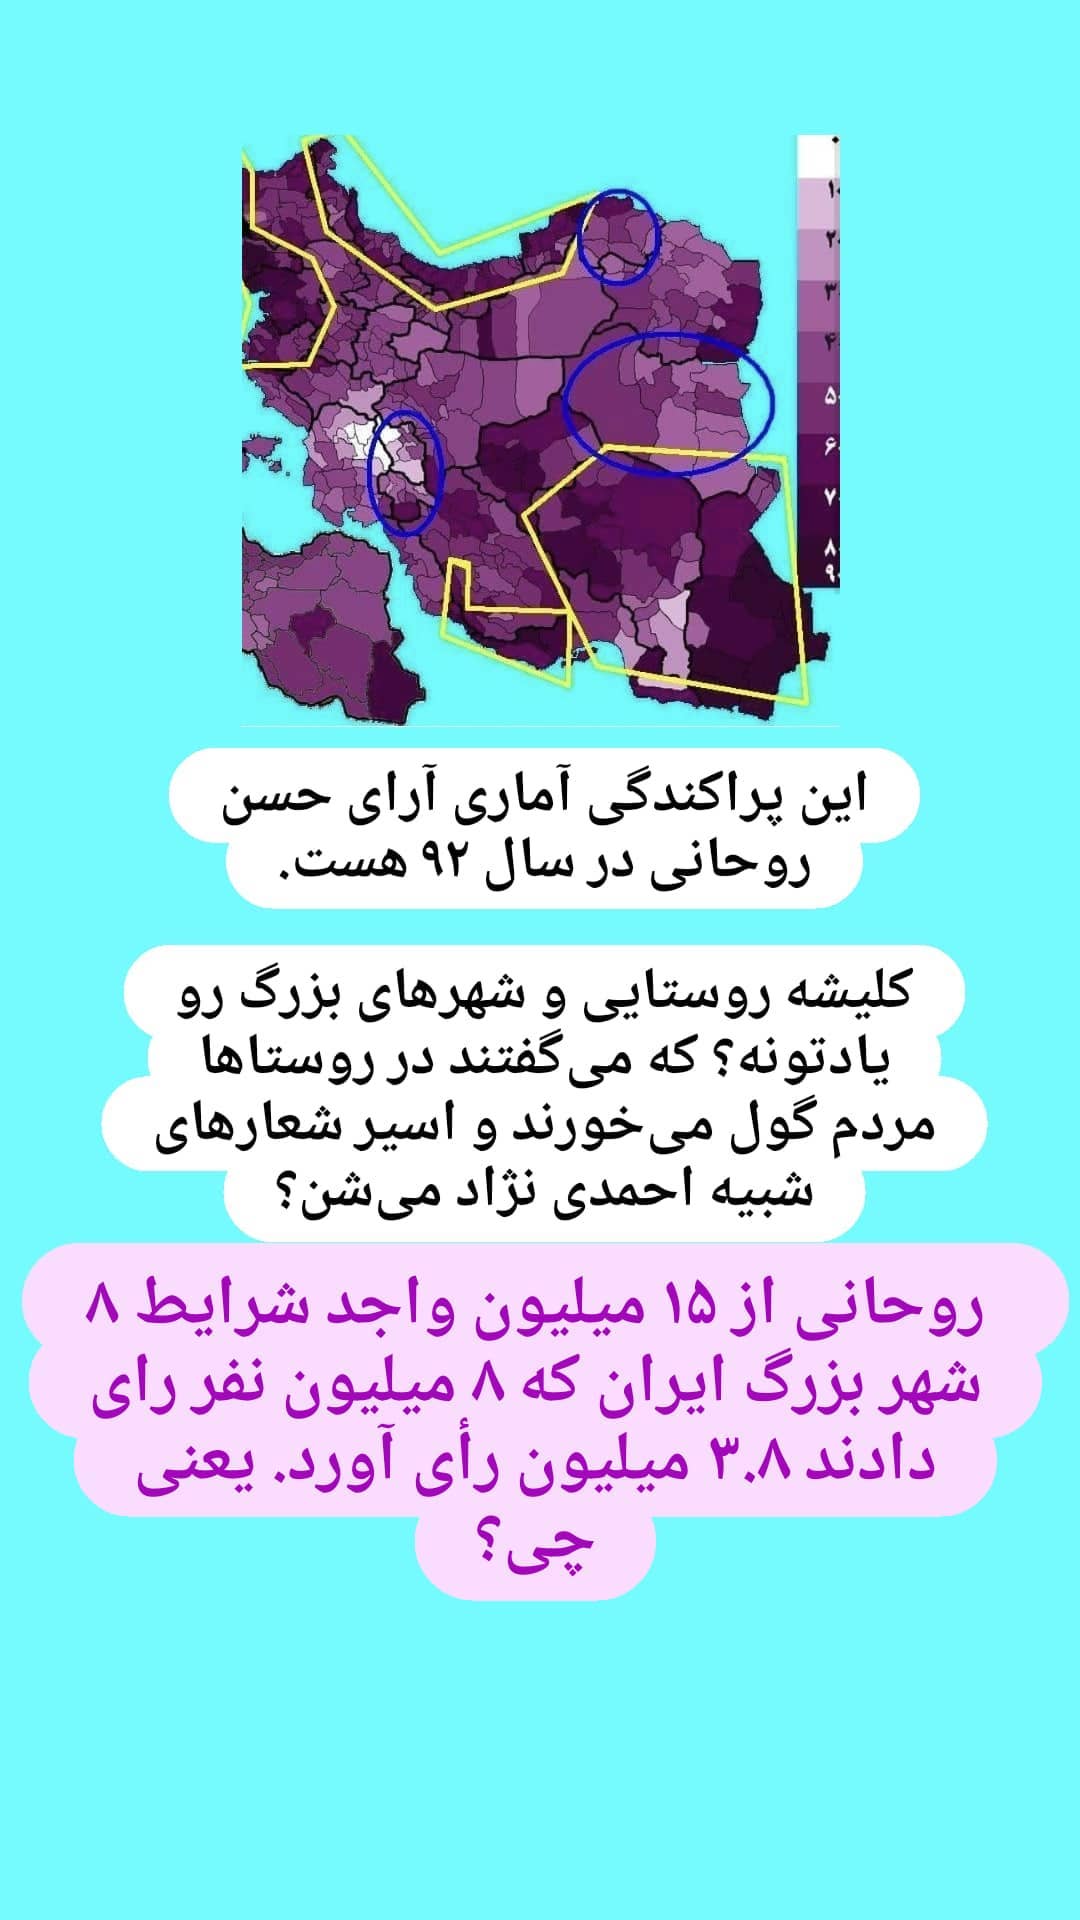 ۰
۱۰
۲۰
۳۰
۴۰
۵۰
۶۰
۷۰
۸۰
۹۰
این پراکندگی آماری آرای حسن
روحانی در سال ۹۲ هست.
کلیشه روستایی و شهرهای بزرگ رو
یادتونه؟ که می‌گفتند در روستاها
مردم گول می‌خورند و اسیر شعارهای
شبیه احمدی نژاد می‌شن؟
روحانی از ۱۵ میلیون واجد شرایط ۸
شهر بزرگ ایران که ۸ میلیون نفر رای
دادند ۳.۸ میلیون رأی آورد. یعنی
چی؟